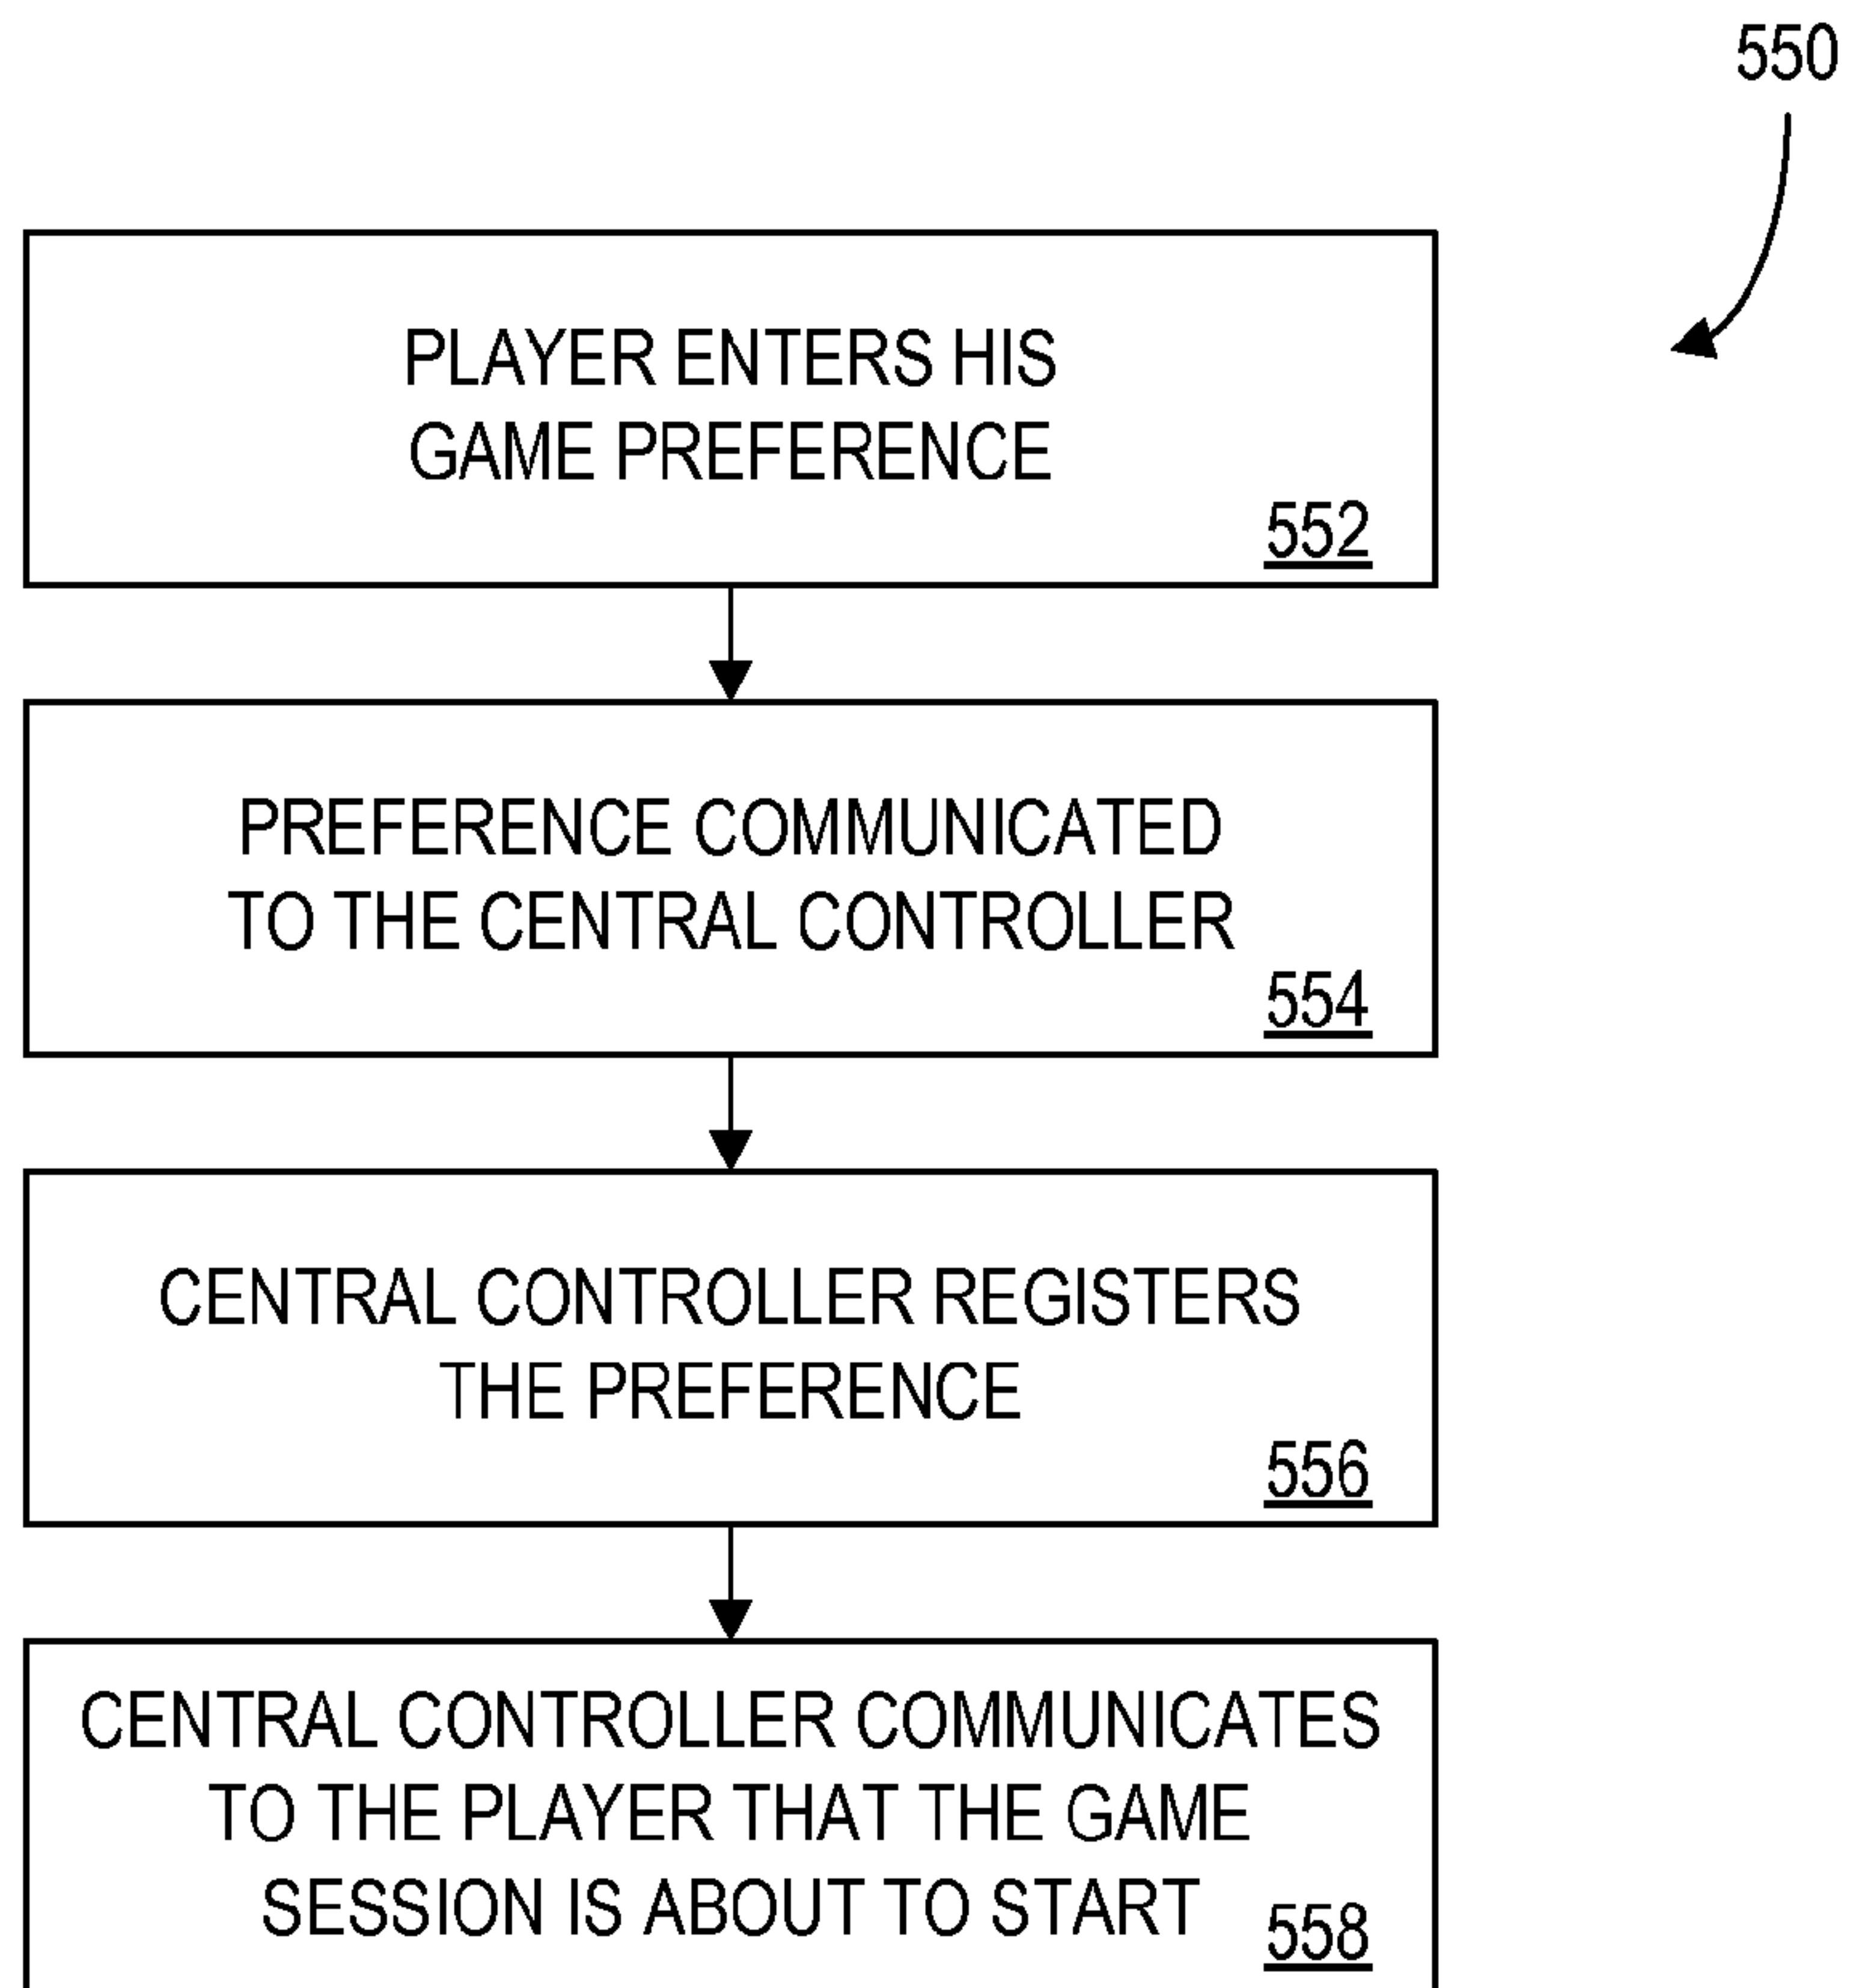 550
PLAYER ENTERS HIS
GAME PREFERENCE
552
PREFERENCE COMMUNICATED
TO THE CENTRAL CONTROLLER
554
CENTRAL CONTROLLER REGISTERS
THE PREFERENCE
556
CENTRAL CONTROLLER COMMUNICATES
TO THE PLAYER THAT THE GAME
SESSION IS ABOUT TO START
558